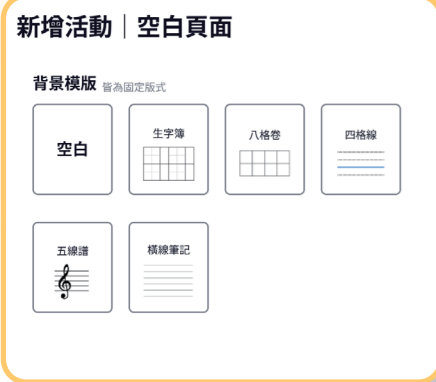 新增活動｜空白頁面
背景模版 皆為固定版式
空白
生字簿
八格卷
四格線
五線譜
橫線筆記